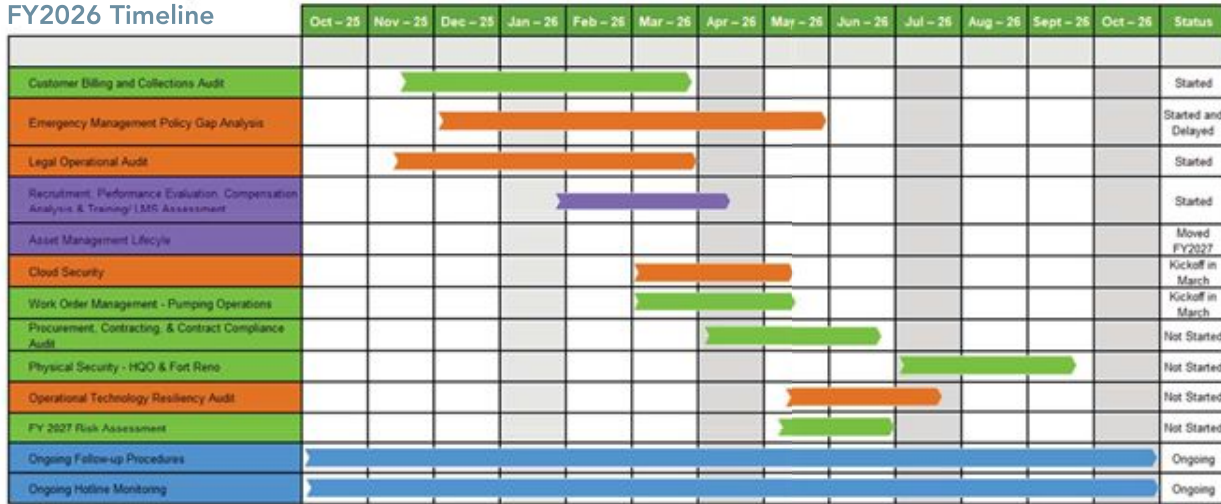 FY2026 Timeline
Oct – 25 Nov – 25 Dec – 25 Jan – 26 Feb – 26 Mar – 26 Apr – 26 May – 26 Jun – 26 Jul – 26 Aug – 26 Sept – 26 Oct – 26 Status
Customer Billing and Collections Audit Started
Emergency Management Policy Gap Analysis Started and
Delayed
Legal Operational Audit Started
Recruitment, Performance Evaluation, Compensation
Analysis & Training/ LMS Assessment Started
Asset Management Lifecyle Moved
FY2027
Cloud Security Kickoff in
March
Work Order Management - Pumping Operations Kickoff in
March
Procurement, Contracting, & Contract Compliance
Audit Not Started
Physical Security - HQO & Fort Reno Not Started
Operational Technology Resiliency Audit Not Started
FY 2027 Risk Assessment Not Started
Ongoing Follow-up Procedures Ongoing
Ongoing Hotline Monitoring Ongoing